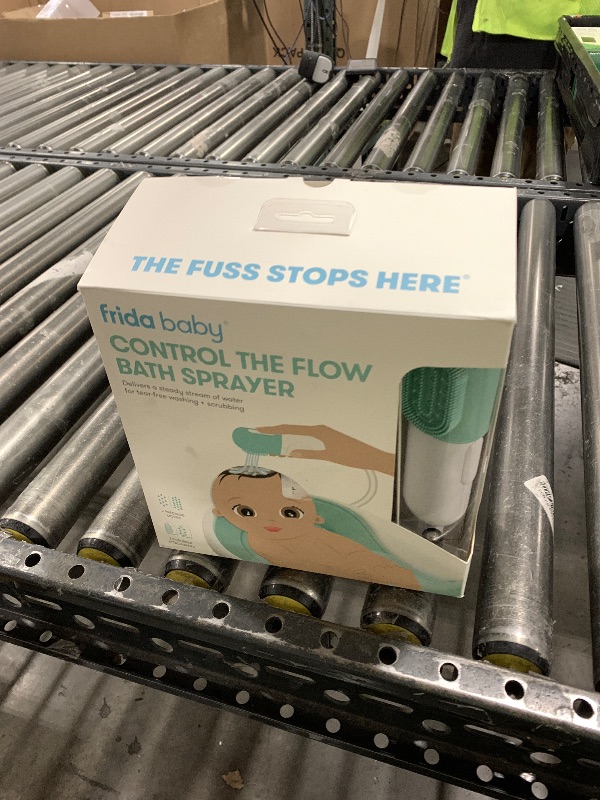 THE FUSS STOPS HERE®
frida baby®
CONTROL THE FLOW
BATH SPRAYER
Delivers a steady stream of water
for tear-free washing + scrubbing